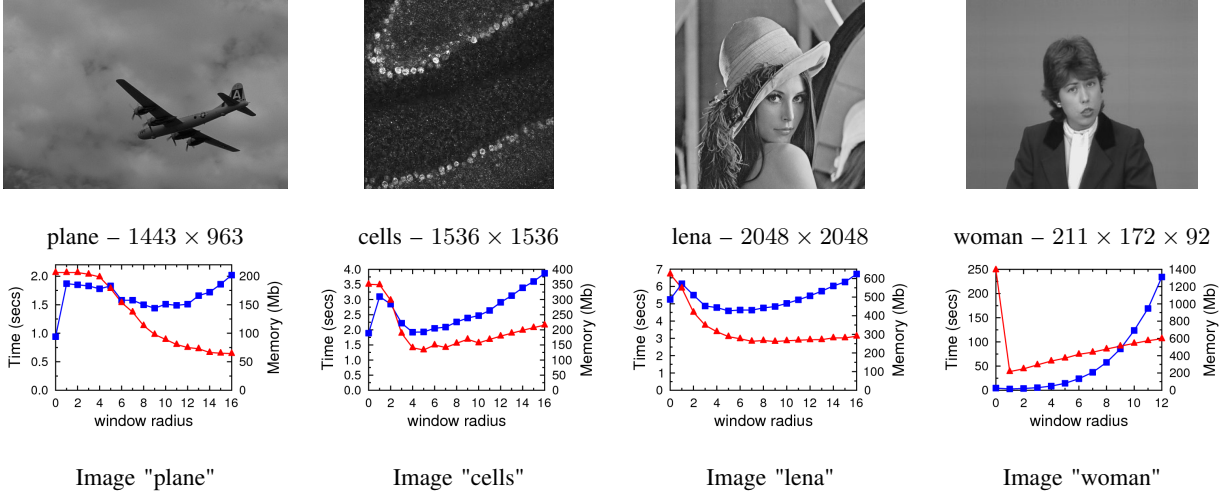 A
plane – 1443 × 963
cells – 1536 × 1536
lena – 2048 × 2048
woman – 211 × 172 × 92
Time (secs)
2.0
1.5
1.0
0.5
0.0
200
150
100
50
0
Memory (Mb)
0 2 4 6 8 10 12 14 16
window radius
Time (secs)
4.0
3.5
3.0
2.5
2.0
1.5
1.0
0.5
0.0
400
350
300
250
200
150
100
50
0
Memory (Mb)
0 2 4 6 8 10 12 14 16
window radius
Time (secs)
7
6
5
4
3
2
1
0
600
500
400
300
200
100
0
Memory (Mb)
0 2 4 6 8 10 12 14 16
window radius
Time (secs)
250
200
150
100
50
0
1400
1200
1000
800
600
400
200
0
Memory (Mb)
0 2 4 6 8 10 12
window radius
Image "plane"
Image "cells"
Image "lena"
Image "woman"